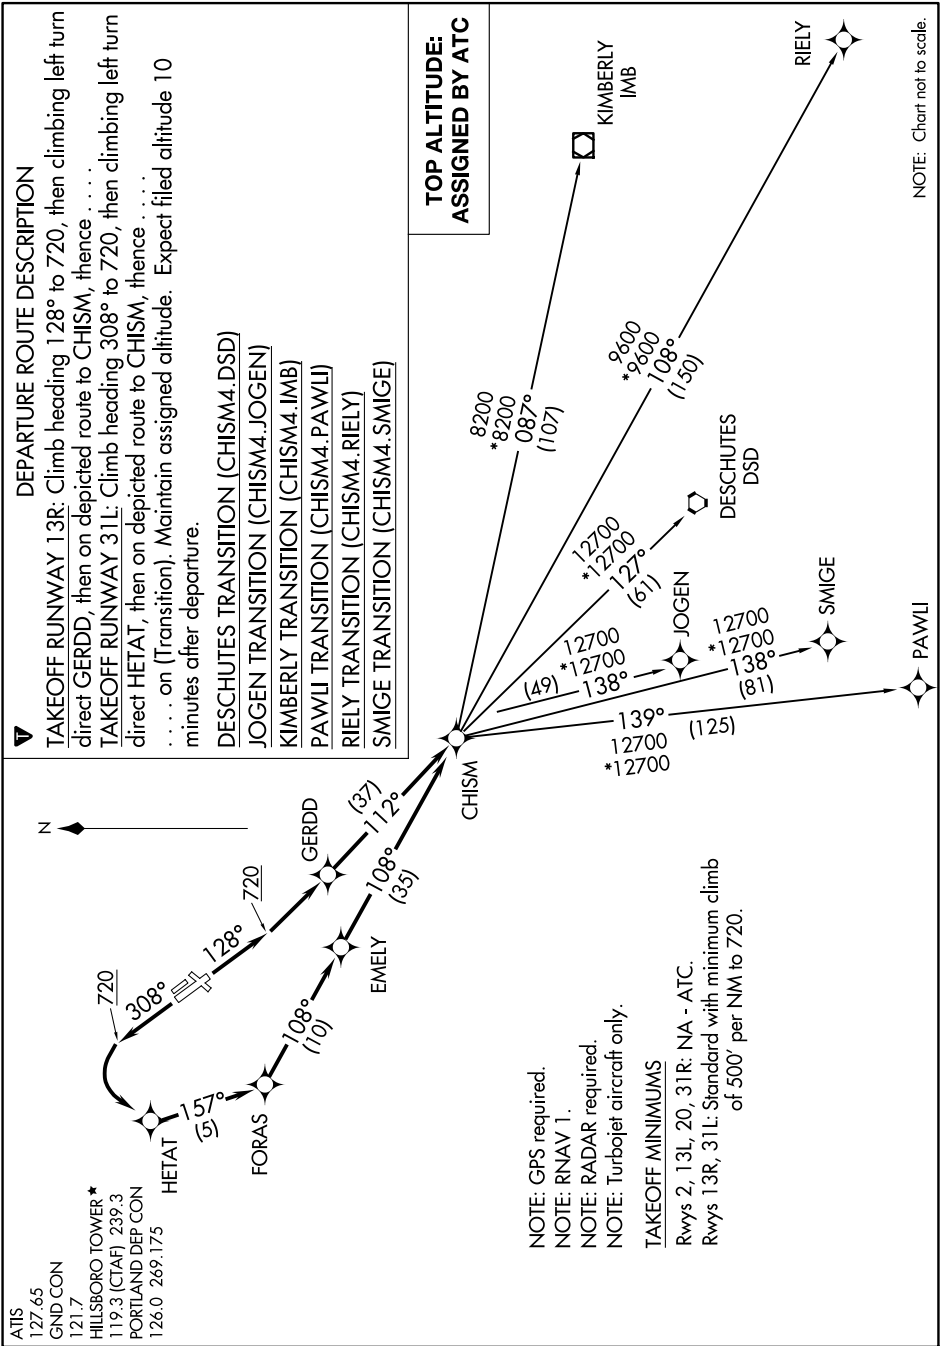 ATIS
127.65
GND CON
121.7
HILLSBORO TOWER★
119.3 (CTAF) 239.3
PORTLAND DEP CON
126.0 269.175
DEPARTURE ROUTE DESCRIPTION
TAKEOFF RUNWAY 13R: Climb heading 128° to 720, then climbing left turn
direct GERDD, then on depicted route to CHISM, thence . . . .
TAKEOFF RUNWAY 31L: Climb heading 308° to 720, then climbing left turn
direct HETAT, then on depicted route to CHISM, thence . . . .
. . . . on (Transition). Maintain assigned altitude. Expect filed altitude 10
minutes after departure.
DESCHUTES TRANSITION (CHISM4.DSD)
JOGEN TRANSITION (CHISM4.JOGEN)
KIMBERLY TRANSITION (CHISM4.IMB)
PAWLI TRANSITION (CHISM4.PAWLI)
RIELY TRANSITION (CHISM4.RIELY)
SMIGE TRANSITION (CHISM4.SMIGE)
TOP ALTITUDE:
ASSIGNED BY ATC
N
720
308°
128°
720
HETAT
157°
(5)
FORAS
108°
(10)
EMELY
108°
(35)
GERDD
(37)
112°
CHISM
8200
*8200
087°
(107)
KIMBERLY
IMB
9600
*9600
108°
(150)
RIELY
12700
*12700
127°
(61)
DESCHUTES
DSD
12700
*12700
138°
(49)
JOGEN
12700
*12700
138°
(81)
SMIGE
139°
12700
*12700
(125)
PAWLI
NOTE: GPS required.
NOTE: RNAV 1.
NOTE: RADAR required.
NOTE: Turbojet aircraft only.
TAKEOFF MINIMUMS
Rwys 2, 13L, 20, 31R: NA - ATC.
Rwys 13R, 31L: Standard with minimum climb
of 500' per NM to 720.
NOTE: Chart not to scale.
T